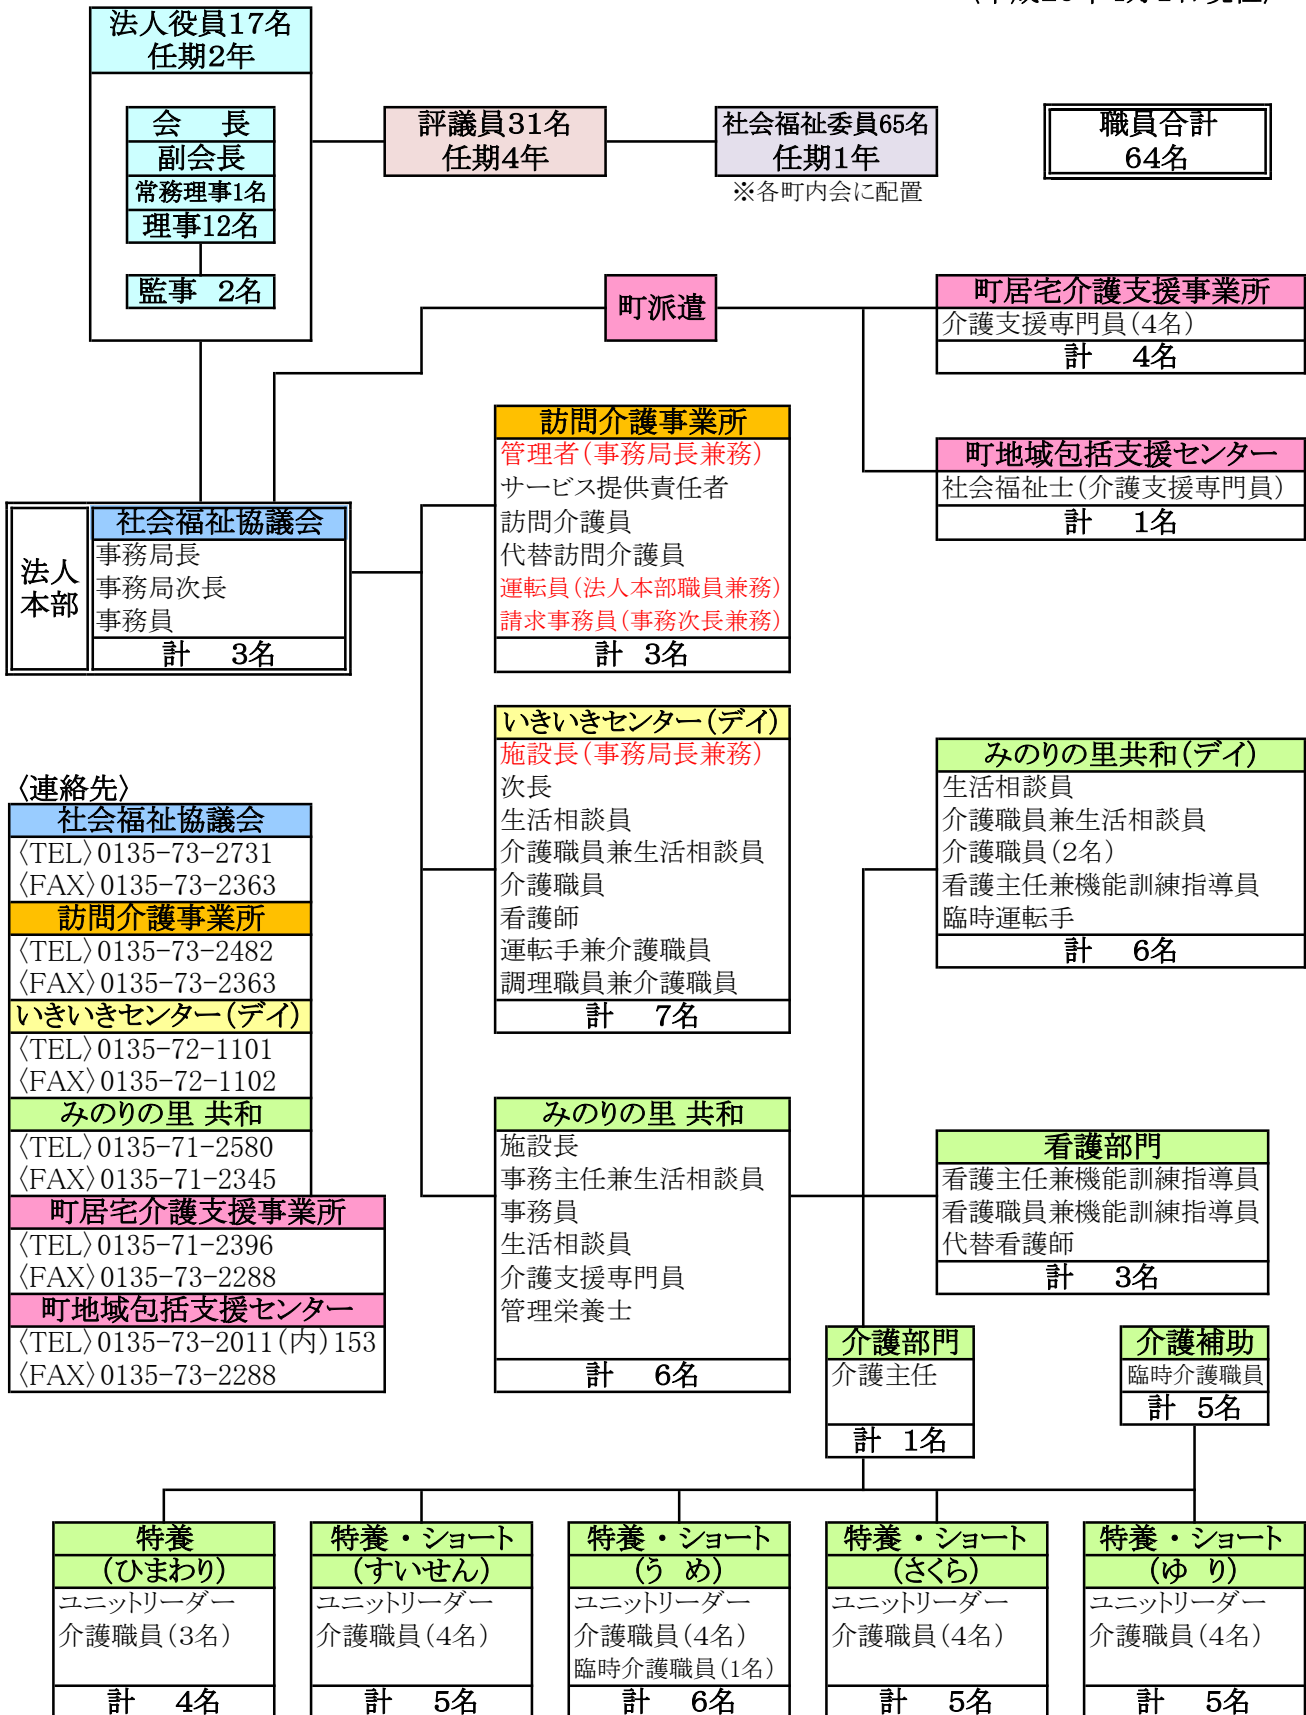 法人役員17名
任期2年
会　長
副会長
常務理事1名
理事12名
監事　2名
評議員31名
任期4年
社会福祉委員65名
任期1年
※各町内会に配置
職員合計
64名
町派遣
町居宅介護支援事業所
介護支援専門員(4名)
計　4名
町地域包括支援センター
社会福祉士(介護支援専門員)
計　1名
法人
本部
社会福祉協議会
事務局長
事務局次長
事務員
計　3名
訪問介護事業所
管理者(事務局長兼務)
サービス提供責任者
訪問介護員
代替訪問介護員
運転員(法人本部職員兼務)
請求事務員(事務次長兼務)
計　3名
いきいきセンター(デイ)
施設長(事務局長兼務)
次長
生活相談員
介護職員兼生活相談員
介護職員
看護師
運転手兼介護職員
調理職員兼介護職員
計　7名
みのりの里共和(デイ)
生活相談員
介護職員兼生活相談員
介護職員(2名)
看護主任兼機能訓練指導員
臨時運転手
計　6名
〈連絡先〉
社会福祉協議会
〈TEL〉0135-73-2731
〈FAX〉0135-73-2363
訪問介護事業所
〈TEL〉0135-73-2482
〈FAX〉0135-73-2363
いきいきセンター(デイ)
〈TEL〉0135-72-1101
〈FAX〉0135-72-1102
みのりの里 共和
〈TEL〉0135-71-2580
〈FAX〉0135-71-2345
町居宅介護支援事業所
〈TEL〉0135-71-2396
〈FAX〉0135-73-2288
町地域包括支援センター
〈TEL〉0135-73-2011(内)153
〈FAX〉0135-73-2288
みのりの里 共和
施設長
事務主任兼生活相談員
事務員
生活相談員
介護支援専門員
管理栄養士
計　6名
看護部門
看護主任兼機能訓練指導員
看護職員兼機能訓練指導員
代替看護師
計　3名
介護部門
介護主任
計　1名
介護補助
臨時介護職員
計　5名
特養
(ひまわり)
ユニットリーダー
介護職員(3名)
計　4名
特養・ショート
(すいせん)
ユニットリーダー
介護職員(4名)
計　5名
特養・ショート
(う　め)
ユニットリーダー
介護職員(4名)
臨時介護職員(1名)
計　6名
特養・ショート
(さくら)
ユニットリーダー
介護職員(4名)
計　5名
特養・ショート
(ゆ　り)
ユニットリーダー
介護職員(4名)
計　5名